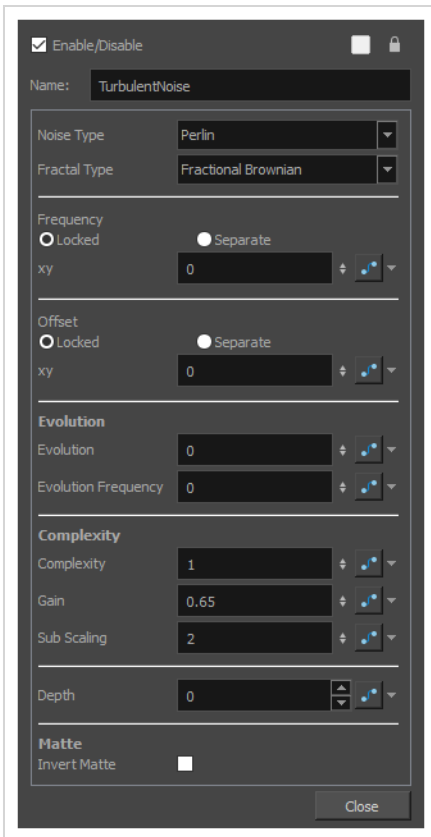 Enable/Disable
Name: TurbulentNoise
Noise Type Perlin
Fractal Type Fractional Brownian
Frequency
Locked Separate
xy 0
Offset
Locked Separate
xy 0
Evolution
Evolution 0
Evolution Frequency 0
Complexity
Complexity 1
Gain 0.65
Sub Scaling 2
Depth 0
Matte
Invert Matte
Close